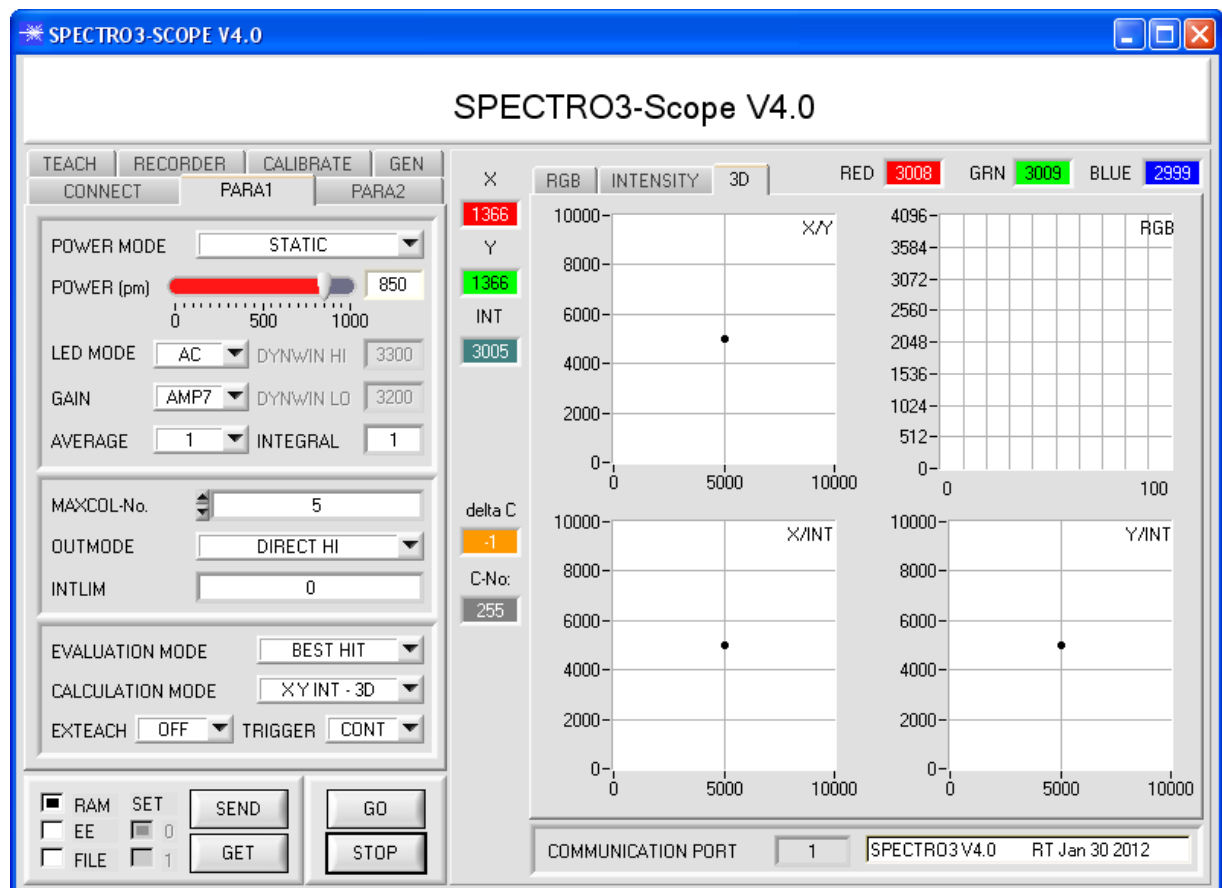 SPECTRO3-SCOPE V4.0
SPECTRO3-Scope V4.0
TEACH RECORDER CALIBRATE GEN
CONNECT PARA1 PARA2
POWER MODE STATIC
POWER (pm) 850
0 500 1000
LED MODE AC DYNWIN HI 3300
GAIN AMP7 DYNWIN LO 3200
AVERAGE 1 INTEGRAL 1
MAXCOL-No. 5
OUTMODE DIRECT HI
INTLIM 0
EVALUATION MODE BEST HIT
CALCULATION MODE X Y INT - 3D
EXTEACH OFF TRIGGER CONT
RAM SET
EE 0
FILE 1
SEND
GET
GO
STOP
X
1366
Y
1366
INT
3005
delta C
-1
C-No:
255
RGB INTENSITY 3D
RED 3008 GRN 3009 BLUE 2999
X/Y
10000
8000
6000
4000
2000
0
0 5000 10000
RGB
4096
3584
3072
2560
2048
1536
1024
512
0
0 100
X/INT
10000
8000
6000
4000
2000
0
0 5000 10000
Y/INT
10000
8000
6000
4000
2000
0
0 5000 10000
COMMUNICATION PORT 1 SPECTRO3 V4.0 RT Jan 30 2012